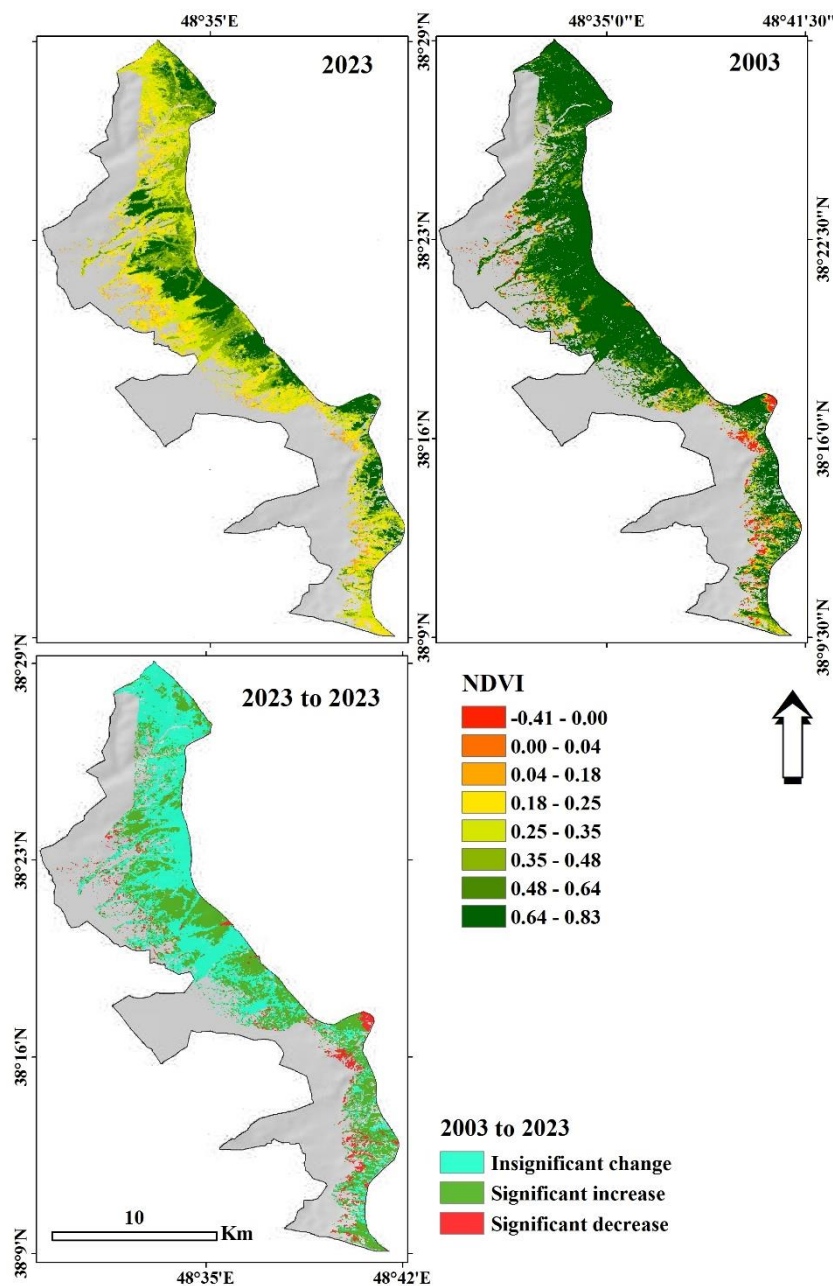 48°35'E
48°35'0"E
48°41'30"E
2023
2003
38°29'N
38°29'0"N
38°23'N
38°22'30"N
38°16'N
38°16'0"N
38°9'N
38°9'30"N
2023 to 2023
38°29'N
38°23'N
38°16'N
38°9'N
NDVI
-0.41 - 0.00
0.00 - 0.04
0.04 - 0.18
0.18 - 0.25
0.25 - 0.35
0.35 - 0.48
0.48 - 0.64
0.64 - 0.83
2003 to 2023
Insignificant change
Significant increase
Significant decrease
10
Km
48°35'E
48°42'E